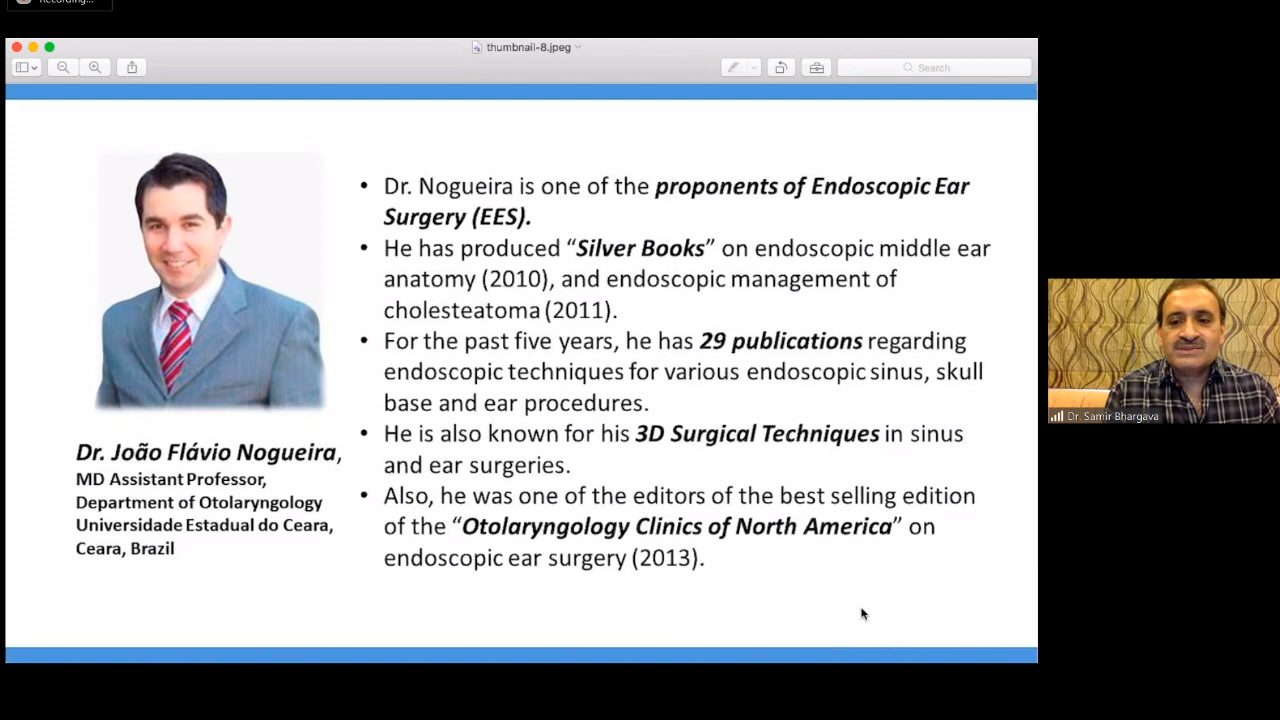 Recording...
thumbnail-8.jpeg
Search
• Dr. Nogueira is one of the proponents of Endoscopic Ear
Surgery (EES).
• He has produced “Silver Books” on endoscopic middle ear
anatomy (2010), and endoscopic management of
cholesteatoma (2011).
• For the past five years, he has 29 publications regarding
endoscopic techniques for various endoscopic sinus, skull
base and ear procedures.
• He is also known for his 3D Surgical Techniques in sinus
and ear surgeries.
• Also, he was one of the editors of the best selling edition
of the “Otolaryngology Clinics of North America” on
endoscopic ear surgery (2013).
Dr. João Flávio Nogueira,
MD Assistant Professor,
Department of Otolaryngology
Universidade Estadual do Ceara,
Ceara, Brazil
Dr. Samir Bhargava